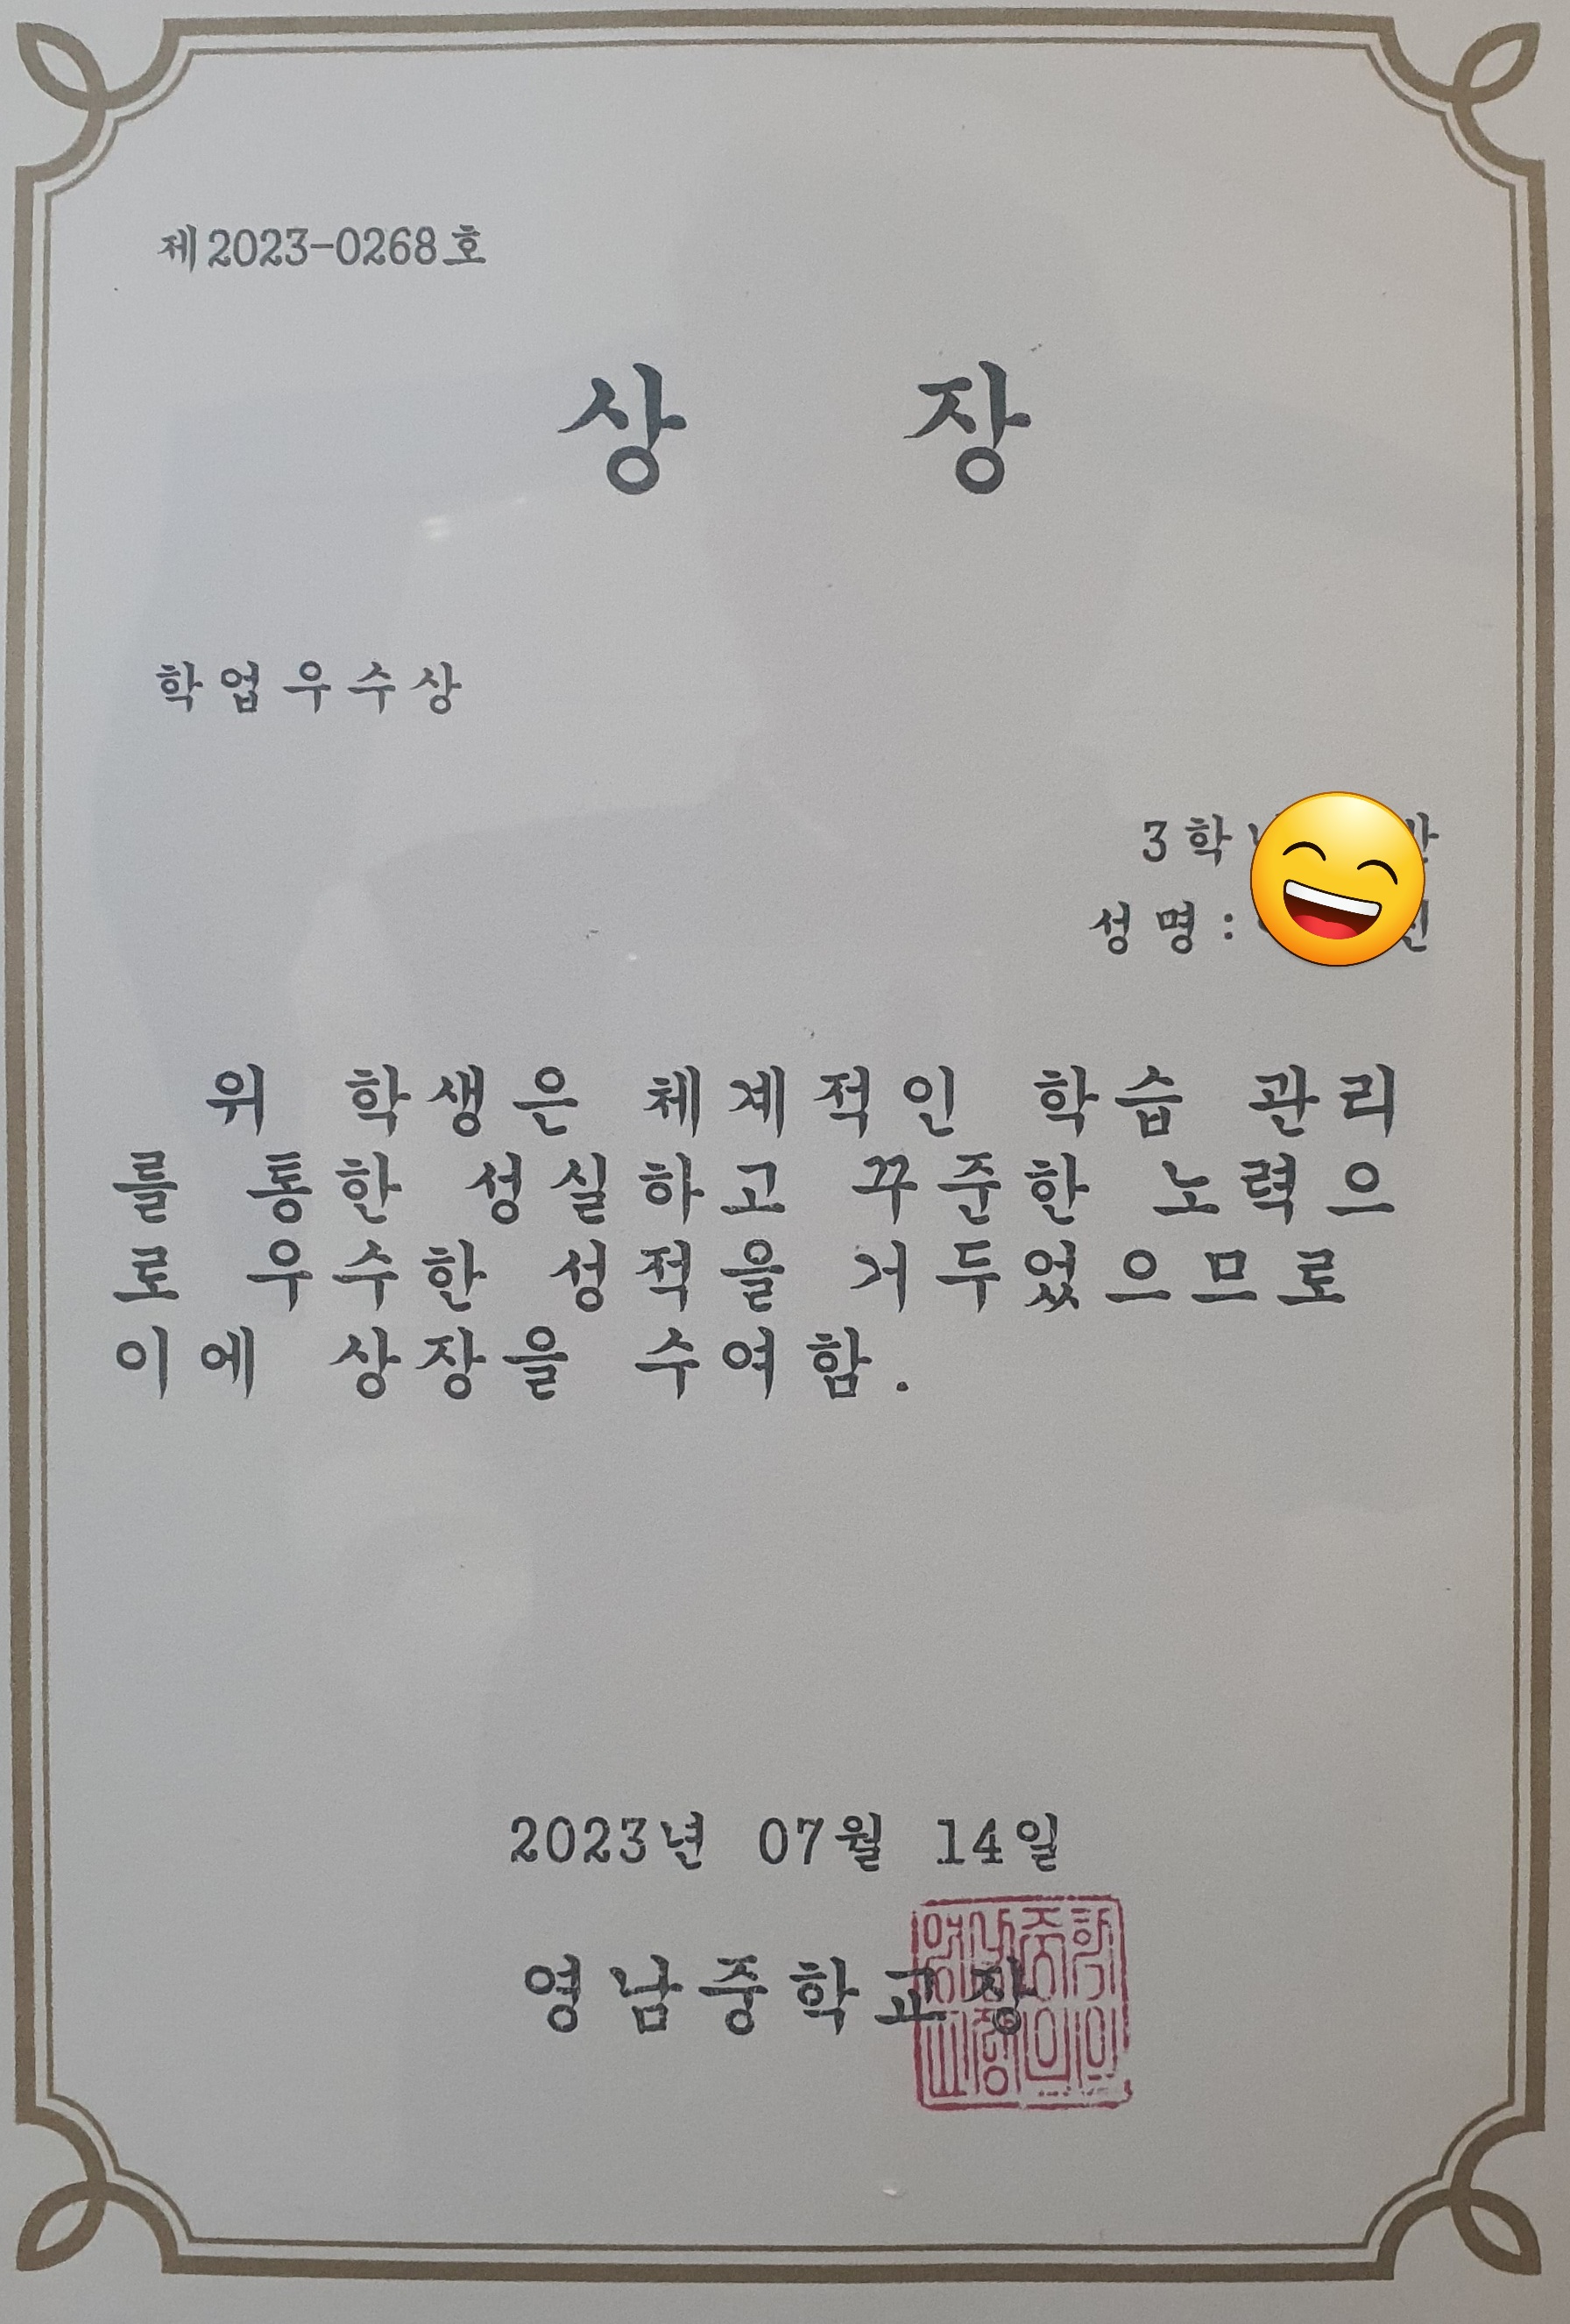 제2023-0268호
상 장
학업우수상
3학
성명:
위 학생은 체계적인 학습 관리
를 통한 성실하고 꾸준한 노력으
로 우수한 성적을 거두었으므로
이에 상장을 수여함.
2023년 07월 14일
영남중학교장